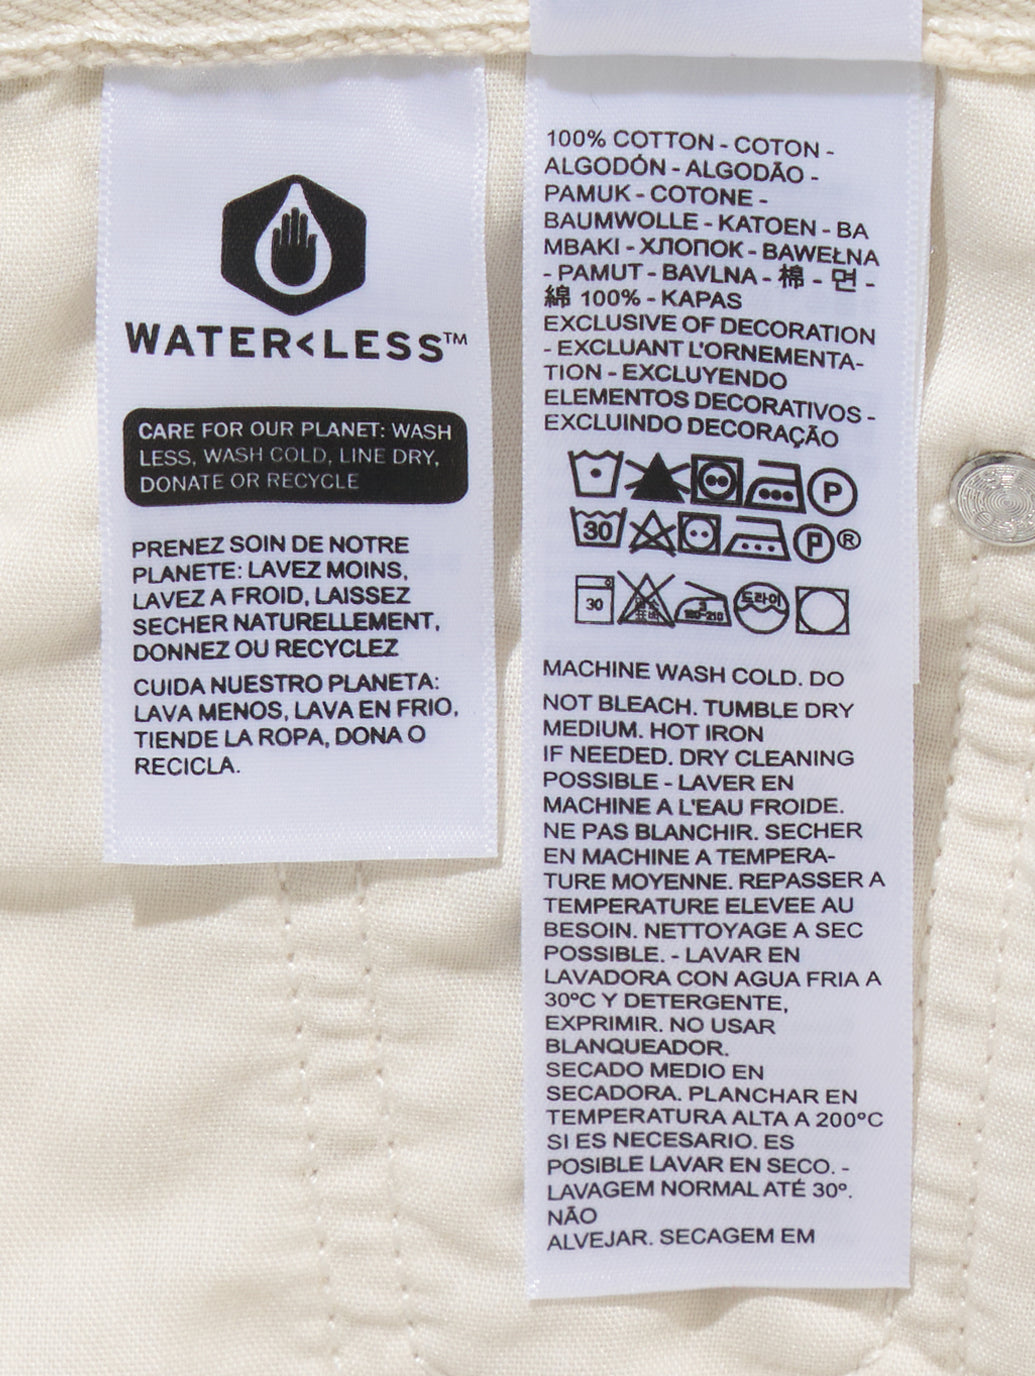 WATER<LESS™
CARE FOR OUR PLANET: WASH
LESS, WASH COLD, LINE DRY,
DONATE OR RECYCLE
PRENEZ SOIN DE NOTRE
PLANETE: LAVEZ MOINS,
LAVEZ A FROID, LAISSEZ
SECHER NATURELLEMENT,
DONNEZ OU RECYCLEZ
CUIDA NUESTRO PLANETA:
LAVA MENOS, LAVA EN FRIO,
TIENDE LA ROPA, DONA O
RECICLA.
100% COTTON - COTON -
ALGODÓN - ALGODÃO -
PAMUK - COTONE -
BAUMWOLLE - KATOEN - BA
MBAKI - ХЛОПОК - BAWEŁNA
- PAMUT - BAVLNA - 棉 - 면 -
綿 100% - KAPAS
EXCLUSIVE OF DECORATION
- EXCLUANT L'ORNEMENTA-
TION - EXCLUYENDO
ELEMENTOS DECORATIVOS -
EXCLUINDO DECORAÇÃO
P
30 P ®
30 3 180~210 드라이
MACHINE WASH COLD. DO
NOT BLEACH. TUMBLE DRY
MEDIUM. HOT IRON
IF NEEDED. DRY CLEANING
POSSIBLE - LAVER EN
MACHINE A L'EAU FROIDE.
NE PAS BLANCHIR. SECHER
EN MACHINE A TEMPERA-
TURE MOYENNE. REPASSER A
TEMPERATURE ELEVEE AU
BESOIN. NETTOYAGE A SEC
POSSIBLE. - LAVAR EN
LAVADORA CON AGUA FRIA A
30ºC Y DETERGENTE,
EXPRIMIR. NO USAR
BLANQUEADOR.
SECADO MEDIO EN
SECADORA. PLANCHAR EN
TEMPERATURA ALTA A 200ºC
SI ES NECESARIO. ES
POSIBLE LAVAR EN SECO. -
LAVAGEM NORMAL ATÉ 30º.
NÃO
ALVEJAR. SECAGEM EM